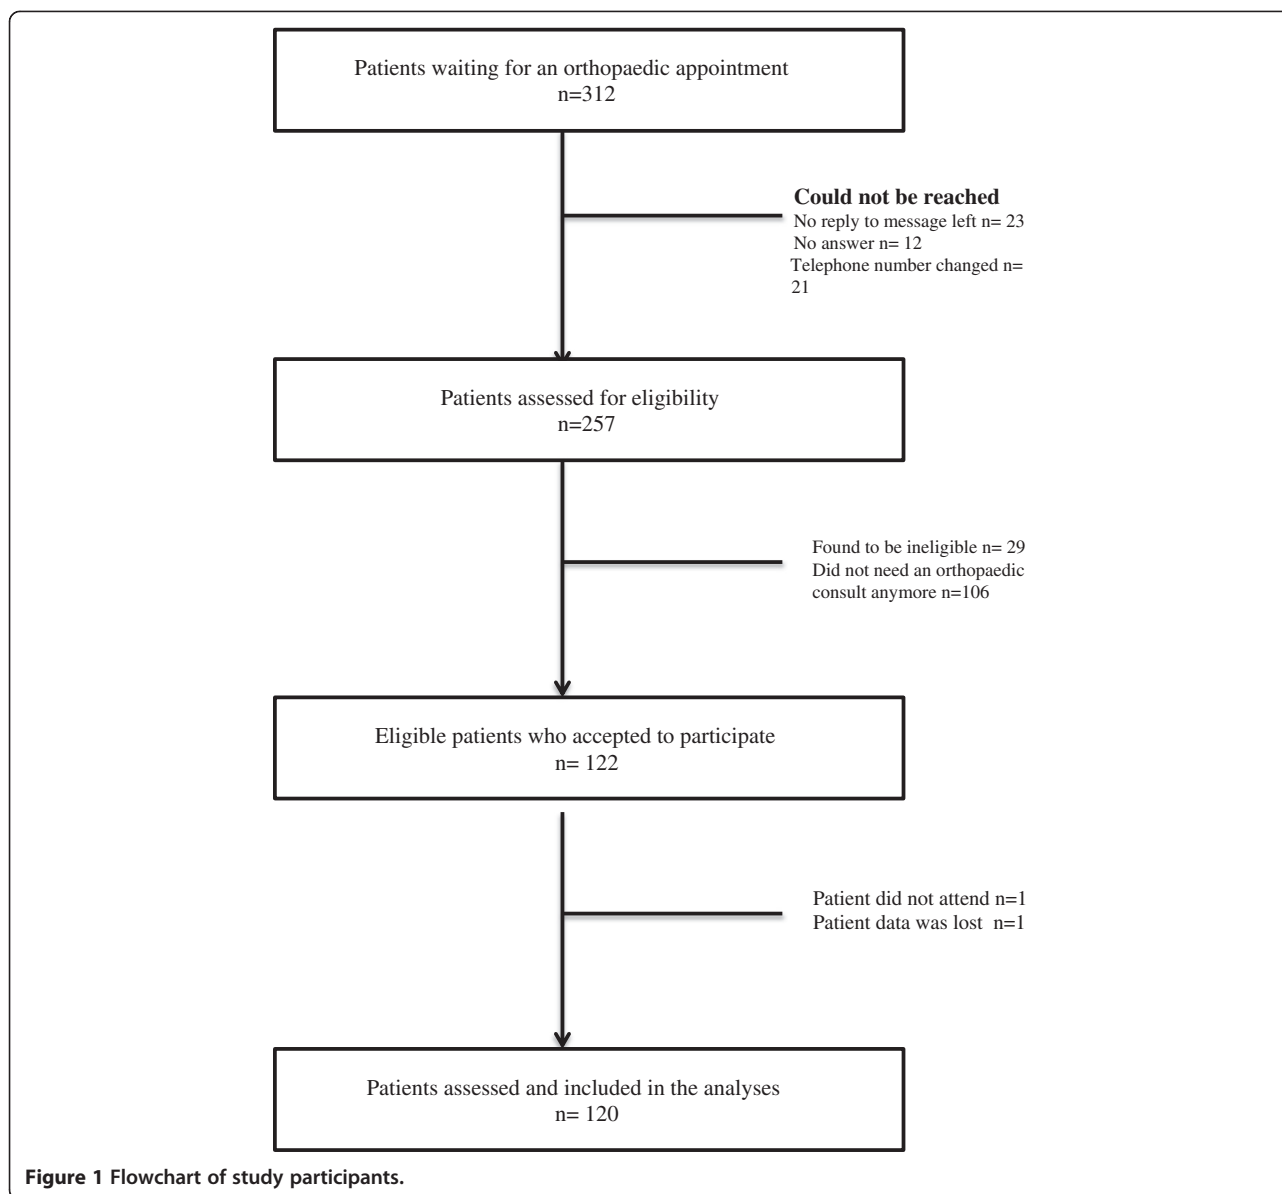 Patients waiting for an orthopaedic appointment
n=312
Could not be reached
No reply to message left n= 23
No answer n= 12
Telephone number changed n=
21
Patients assessed for eligibility
n=257
Found to be ineligible n= 29
Did not need an orthopaedic
consult anymore n=106
Eligible patients who accepted to participate
n= 122
Patient did not attend n=1
Patient data was lost n=1
Patients assessed and included in the analyses
n= 120
Figure 1 Flowchart of study participants.